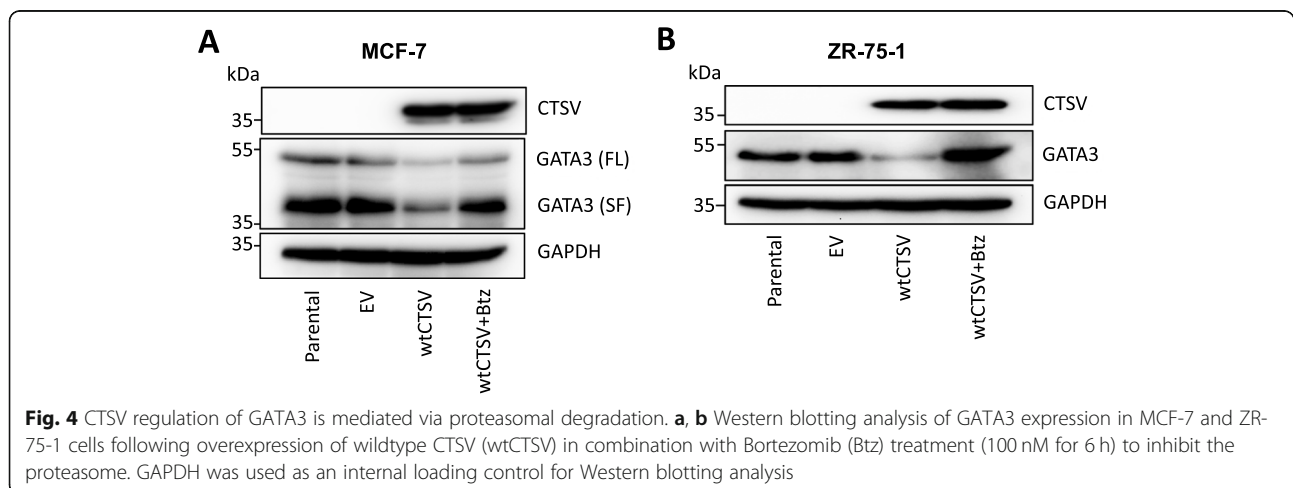 A
MCF-7
kDa
35
CTSV
55
GATA3 (FL)
GATA3 (SF)
35
35
GAPDH
Parental
EV
wtCTSV
wtCTSV+Btz
B
ZR-75-1
kDa
35
CTSV
55
GATA3
35
GAPDH
Parental
EV
wtCTSV
wtCTSV+Btz
Fig. 4 CTSV regulation of GATA3 is mediated via proteasomal degradation. a, b Western blotting analysis of GATA3 expression in MCF-7 and ZR-
75-1 cells following overexpression of wildtype CTSV (wtCTSV) in combination with Bortezomib (Btz) treatment (100 nM for 6 h) to inhibit the
proteasome. GAPDH was used as an internal loading control for Western blotting analysis